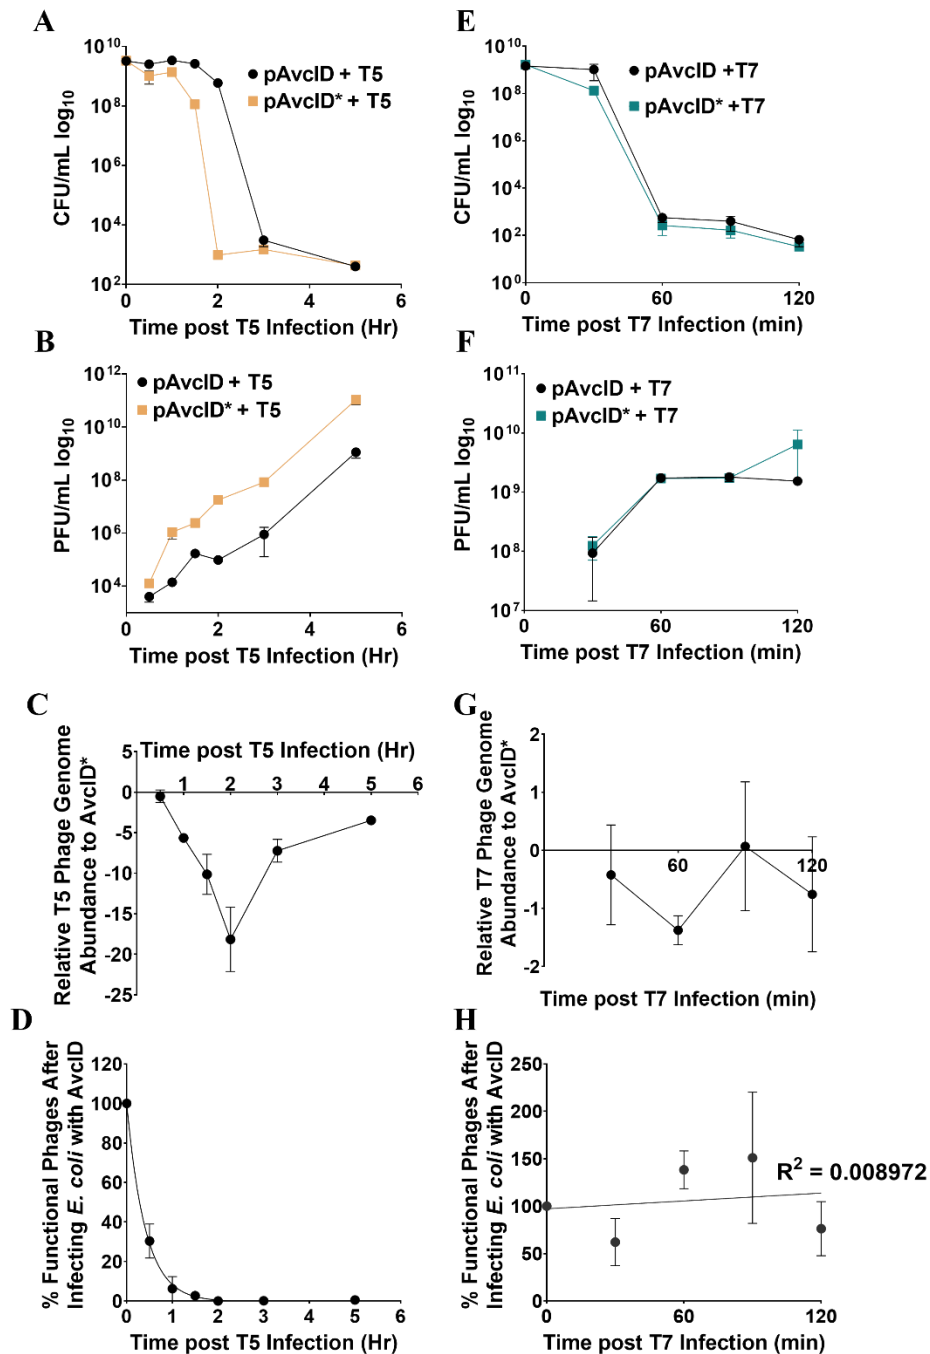 A
CFU/mL log10
10^10
10^8
10^6
10^4
10^2
pAvcID + T5
pAvcID* + T5
0 2 4 6
Time post T5 Infection (Hr)
B
PFU/mL log10
10^12
10^10
10^8
10^6
10^4
pAvcID + T5
pAvcID* + T5
0 2 4 6
Time post T5 Infection (Hr)
C
Relative T5 Phage Genome
Abundance to AvcID*
Time post T5 Infection (Hr)
5
0
-5
-10
-15
-20
-25
1 2 3 5 6
D
% Functional Phages After
Infecting E. coli with AvcID
120
100
80
60
40
20
0
0 1 2 3 4 5 6
Time post T5 Infection (Hr)
E
CFU/mL log10
10^10
10^8
10^6
10^4
10^2
10^0
pAvcID +T7
pAvcID* +T7
0 60 120
Time post T7 Infection (min)
F
PFU/mL log10
10^11
10^10
10^9
10^8
10^7
pAvcID + T7
pAvcID* + T7
0 60 120
Time post T7 Infection (min)
G
Relative T7 Phage Genome
Abundance to AvcID*
2
1
0
-1
-2
60 120
Time post T7 Infection (min)
H
% Functional Phages After
Infecting E. coli with AvcID
250
200
150
100
50
0
R^2 = 0.008972
0 60 120
Time post T7 Infection (min)